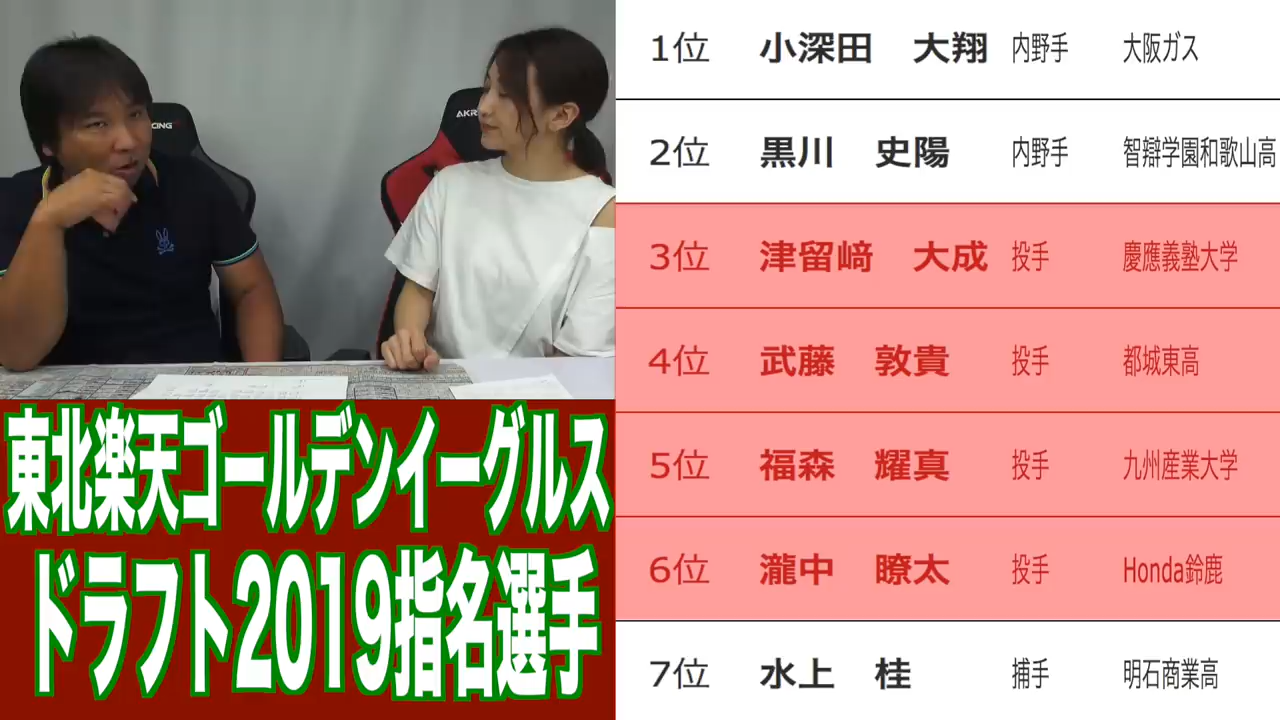 CING
AKR
1位 小深田 大翔 内野手 大阪ガス
2位 黒川 史陽 内野手 智辯学園和歌山高
3位 津留﨑 大成 投手 慶應義塾大学
4位 武藤 敦貴 投手 都城東高
5位 福森 耀真 投手 九州産業大学
6位 瀧中 瞭太 投手 Honda鈴鹿
7位 水上 桂 捕手 明石商業高
東北楽天ゴールデンイーグルス
ドラフト2019指名選手